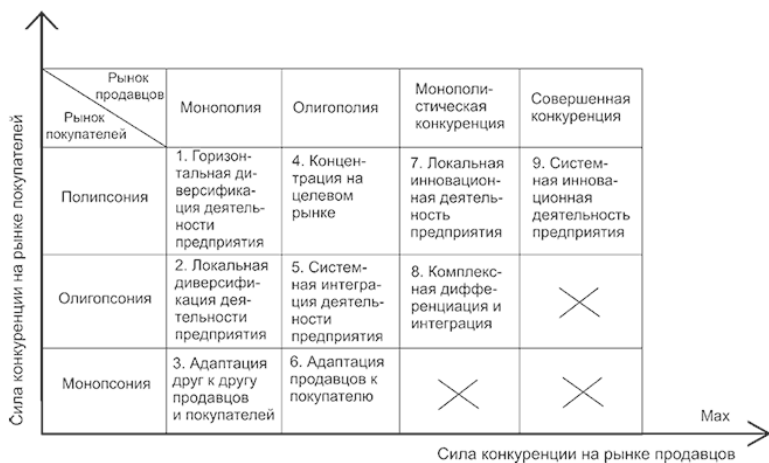 Сила конкуренции на рынке покупателей
Рынок
продавцов
Рынок
покупателей
Монополия
Олигополия
Монополи-
стическая
конкуренция
Совершенная
конкуренция
Полипсония
1. Горизон-
тальная ди-
версифика-
ция деятель-
ности
предприятия
4. Концен-
трация на
целевом
рынке
7. Локальная
инновацион-
ная деятель-
ность
предприятия
9. Систем-
ная иннова-
ционная
деятельность
предприятия
Олигопсония
2. Локальная
диверсифи-
кация дея-
тельности
предприятия
5. Систем-
ная интегра-
ция деятель-
ности
предприятия
8. Комплекс-
ная диффе-
ренциация и
интеграция
Монопсония
3. Адаптация
друг к другу
продавцов
и покупателей
6. Адаптация
продавцов к
покупателю
Max
Сила конкуренции на рынке продавцов